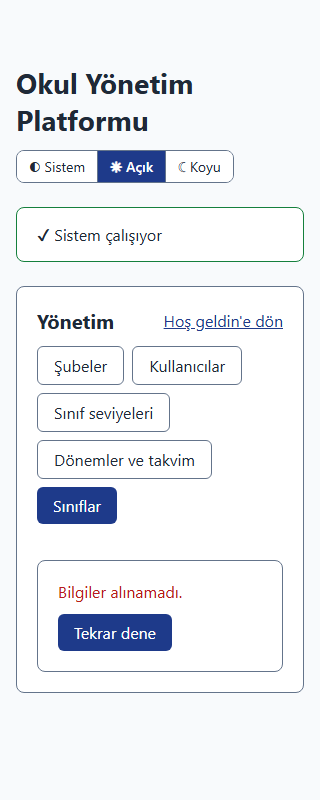 Okul Yönetim
Platformu
Sistem Açık Koyu
✓ Sistem çalışıyor
Yönetim Hoş geldin'e dön
Şubeler Kullanıcılar
Sınıf seviyeleri
Dönemler ve takvim
Sınıflar
Bilgiler alınamadı.
Tekrar dene